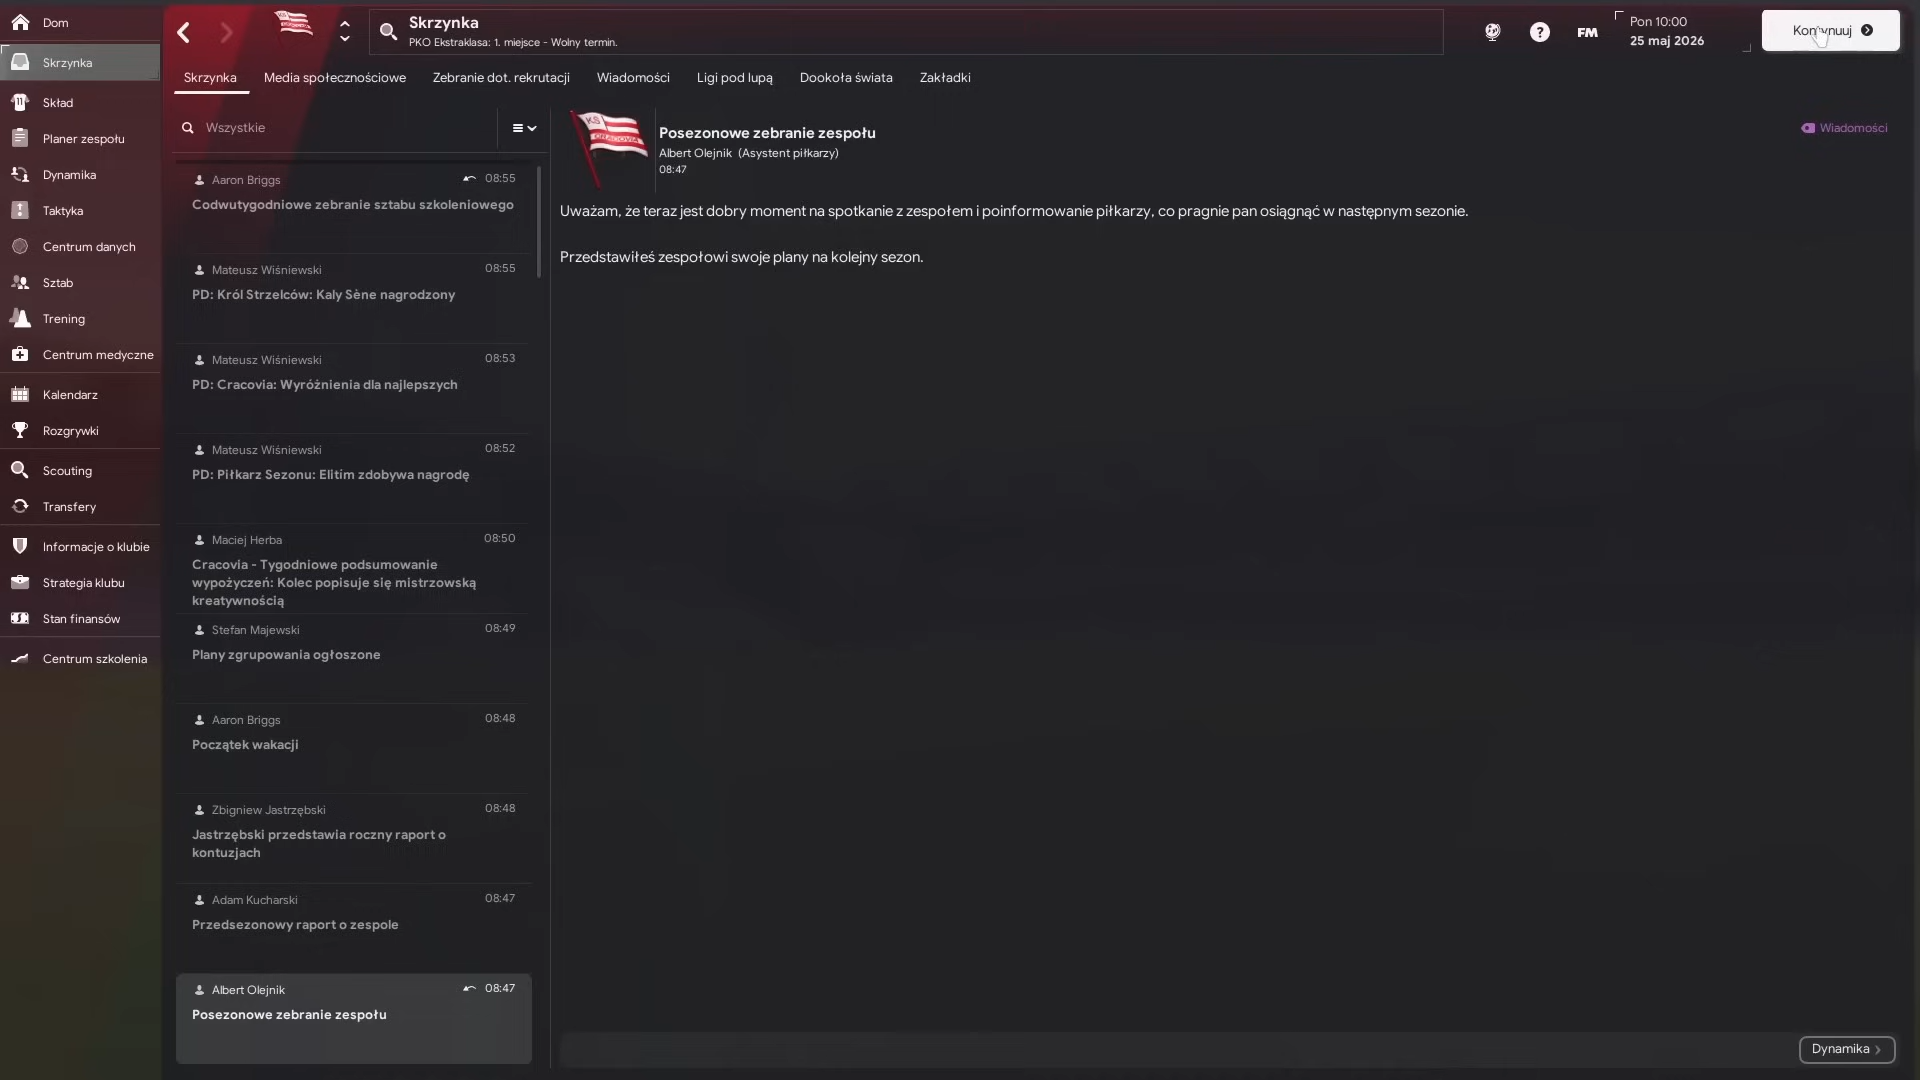 Dom
Skrzynka
Skład
Planer zespołu
Dynamika
Taktyka
Centrum danych
Sztab
Trening
Centrum medyczne
Kalendarz
Rozgrywki
Scouting
Transfery
Informacje o klubie
Strategia klubu
Stan finansów
Centrum szkolenia
Skrzynka
PKO Ekstraklasa: 1. miejsce - Wolny termin.
FM
Pon 10:00
25 maj 2026
Kontynuuj
Skrzynka Media społecznościowe Zebranie dot. rekrutacji Wiadomości Ligi pod lupą Dookoła świata Zakładki
Wszystkie
Aaron Briggs 08:55
Codwutygodniowe zebranie sztabu szkoleniowego
Mateusz Wiśniewski 08:55
PD: Król Strzelców: Kaly Sène nagrodzony
Mateusz Wiśniewski 08:53
PD: Cracovia: Wyróżnienia dla najlepszych
Mateusz Wiśniewski 08:52
PD: Piłkarz Sezonu: Elitim zdobywa nagrodę
Maciej Herba 08:50
Cracovia - Tygodniowe podsumowanie
wypożyczeń: Kolec popisuje się mistrzowską
kreatywnością
Stefan Majewski 08:49
Plany zgrupowania ogłoszone
Aaron Briggs 08:48
Początek wakacji
Zbigniew Jastrzębski 08:48
Jastrzębski przedstawia roczny raport o
kontuzjach
Adam Kucharski 08:47
Przedsezonowy raport o zespole
Albert Olejnik 08:47
Posezonowe zebranie zespołu
KS
CRACOVIA
Posezonowe zebranie zespołu
Albert Olejnik (Asystent piłkarzy)
08:47
Wiadomości
Uważam, że teraz jest dobry moment na spotkanie z zespołem i poinformowanie piłkarzy, co pragnie pan osiągnąć w następnym sezonie.
Przedstawiłeś zespołowi swoje plany na kolejny sezon.
Dynamika